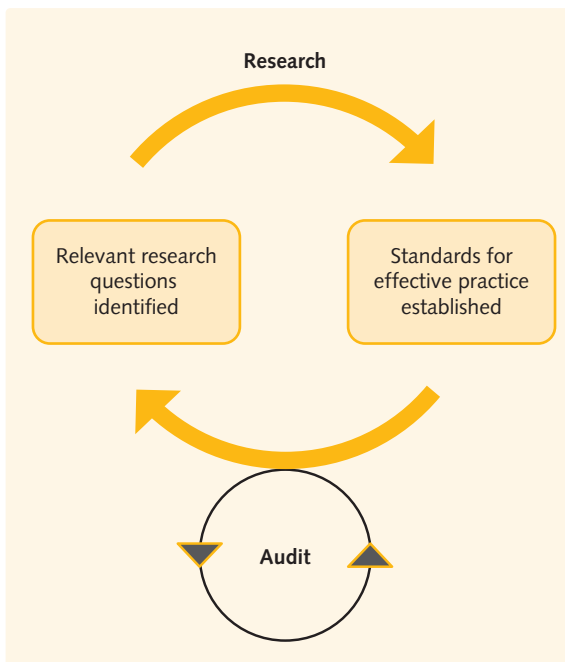 Research
Relevant research
questions
identified
Standards for
effective practice
established
Audit